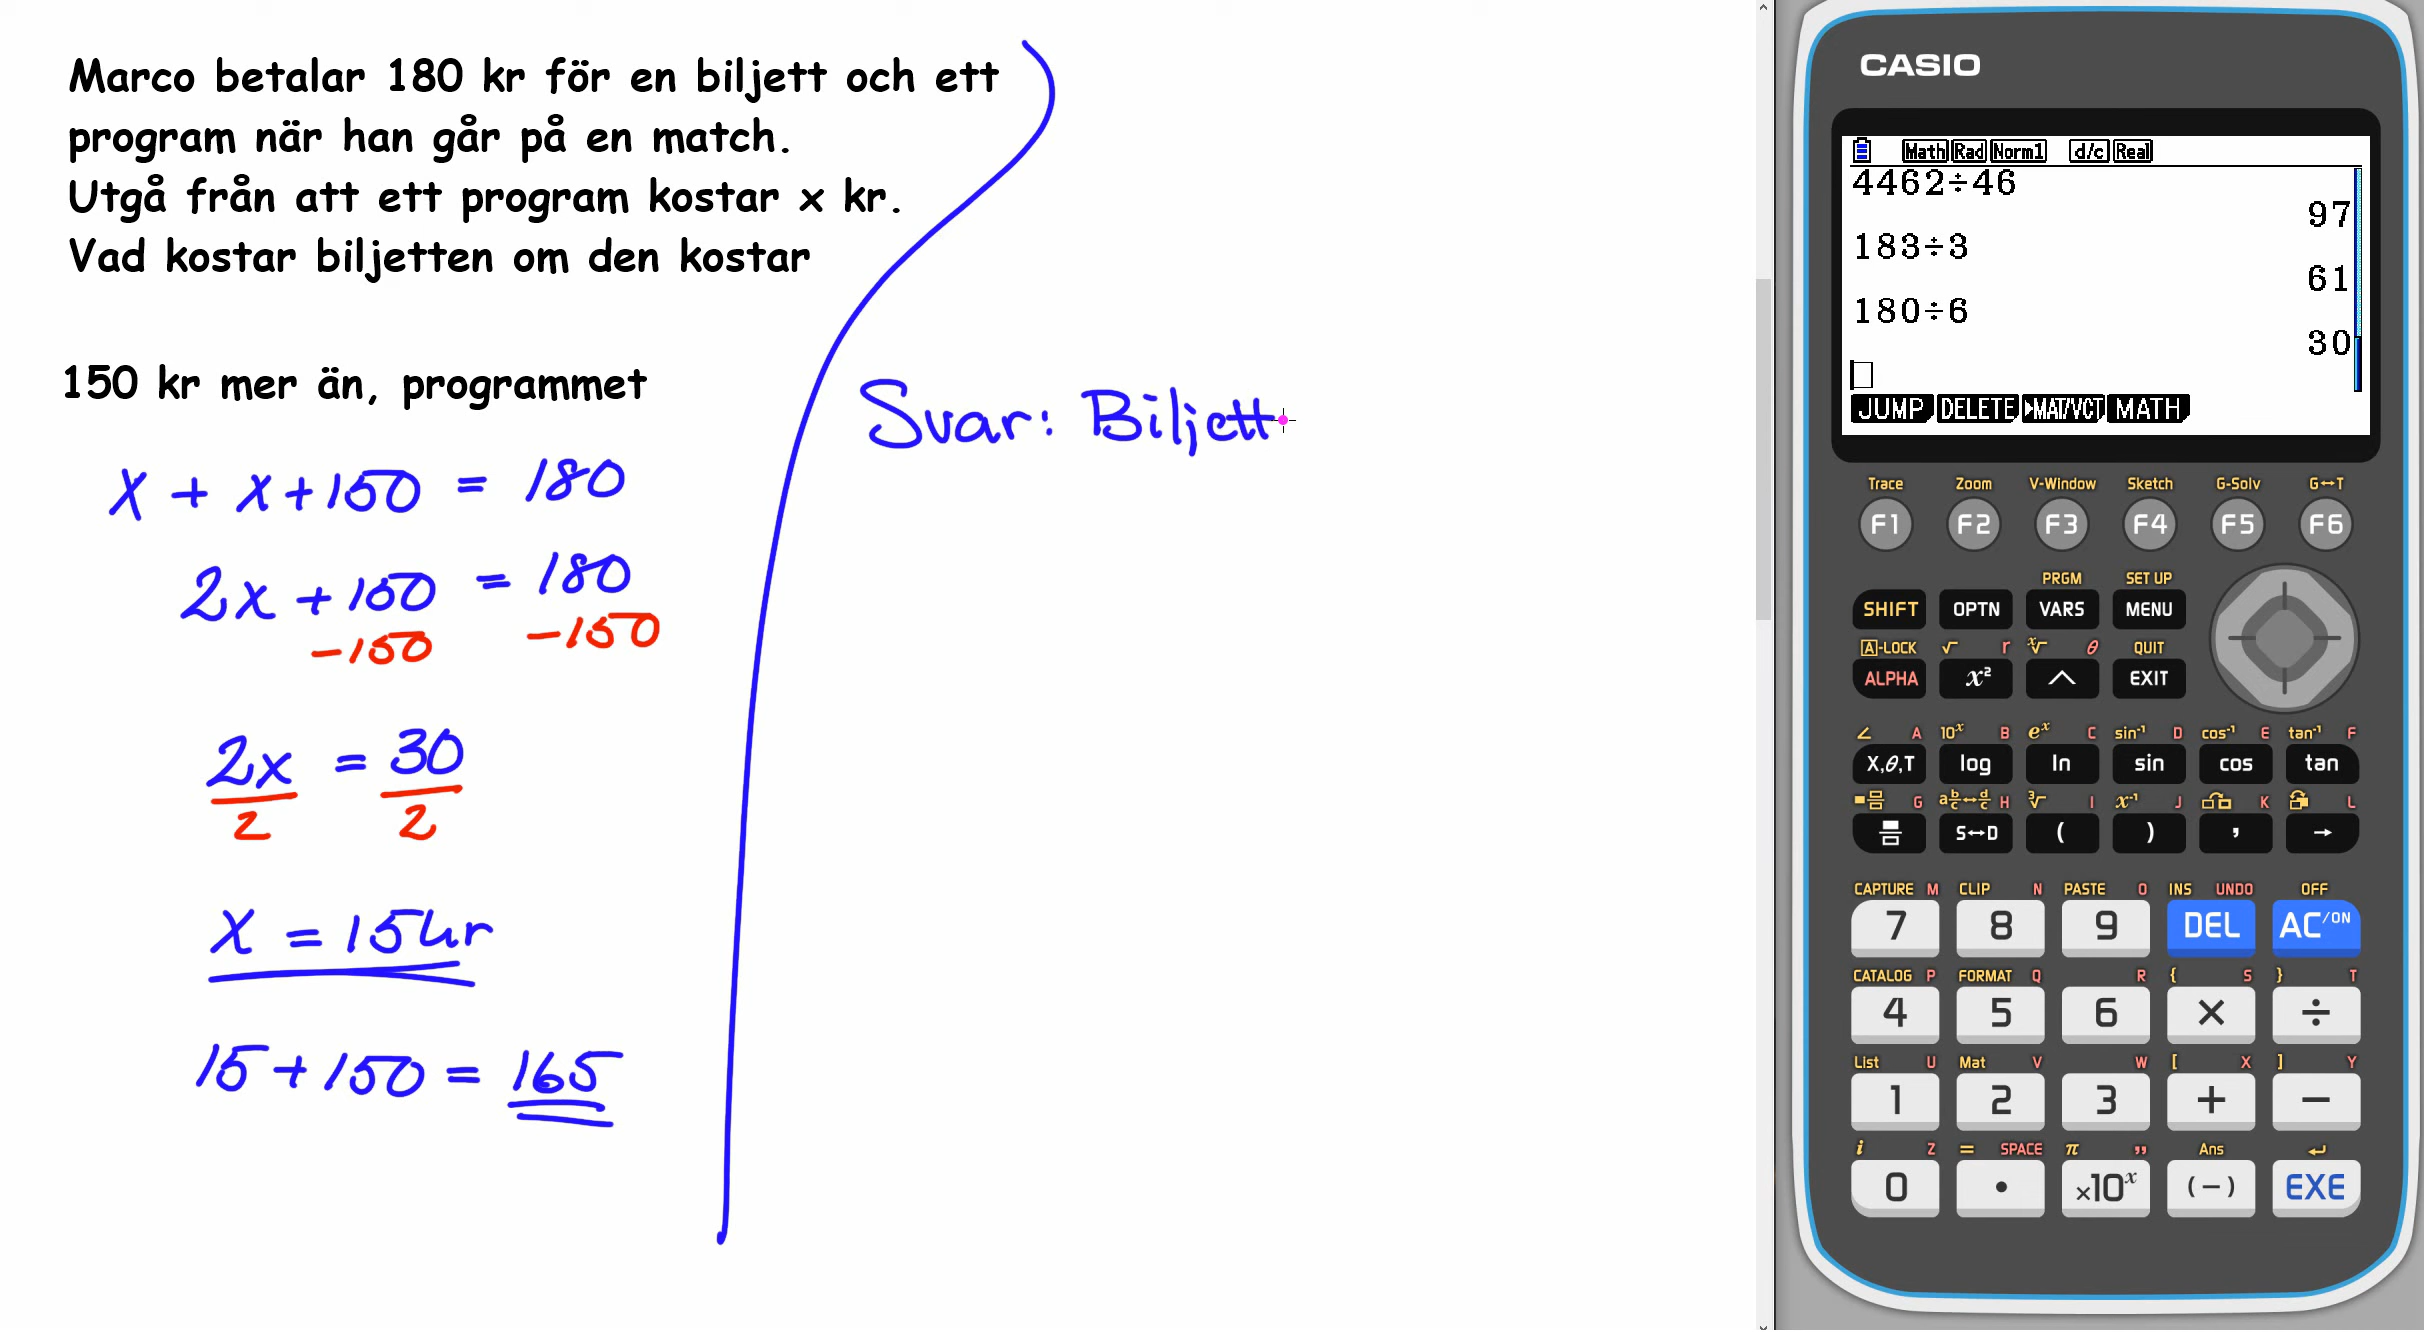 Marco betalar 180 kr för en biljett och ett
program när han går på en match.
Utgå från att ett program kostar x kr.
Vad kostar biljetten om den kostar
150 kr mer än, programmet
x + x+150 = 180
2x +150 = 180
-150 -150
2x = 30
2 2
x = 15kr
15+150 = 165
Svar: Biljett
CASIO
Math Rad Norm1 d/c Real
4462÷46
97
183÷3
61
180÷6
30
JUMP DELETE ▶MAT/VCT MATH
Trace Zoom V-Window Sketch G-Solv G↔T
F1 F2 F3 F4 F5 F6
PRGM SET UP
SHIFT OPTN VARS MENU
A-LOCK √ r ˣ√ θ QUIT
ALPHA x² ^ EXIT
∠ A 10ˣ B eˣ C sin⁻¹ D cos⁻¹ E tan⁻¹ F
X,θ,T log ln sin cos tan
G a b/c↔d/c H ³√ I x⁻¹ J K L
S↔D ( ) , →
CAPTURE M CLIP N PASTE O INS UNDO OFF
7 8 9 DEL AC/ON
CATALOG P FORMAT Q R { S } T
4 5 6 × ÷
List U Mat V W [ X ] Y
1 2 3 + −
i Z = SPACE π " Ans ↵
0 • ×10ˣ (−) EXE